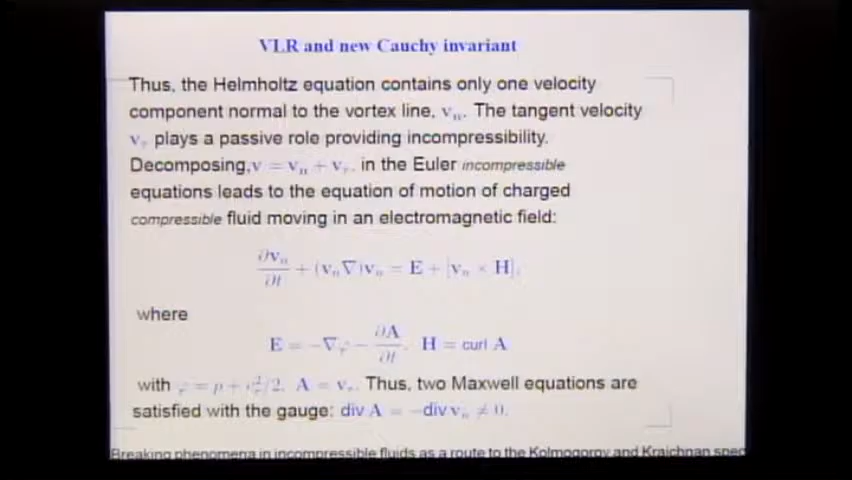 VLR and new Cauchy invariant
Thus, the Helmholtz equation contains only one velocity
component normal to the vortex line, vₙ. The tangent velocity
v_τ plays a passive role providing incompressibility.
Decomposing, v = vₙ + v_τ, in the Euler incompressible
equations leads to the equation of motion of charged
compressible fluid moving in an electromagnetic field:
∂vₙ/∂t + (vₙ∇)vₙ = E + [vₙ × H],
where
E = −∇φ − ∂A/∂t, H = curl A
with φ = p + v_τ²/2, A = v_τ. Thus, two Maxwell equations are
satisfied with the gauge: div A = −div vₙ ≠ 0.
Breaking phenomena in incompressible fluids as a route to the Kolmogorov and Kraichnan spec